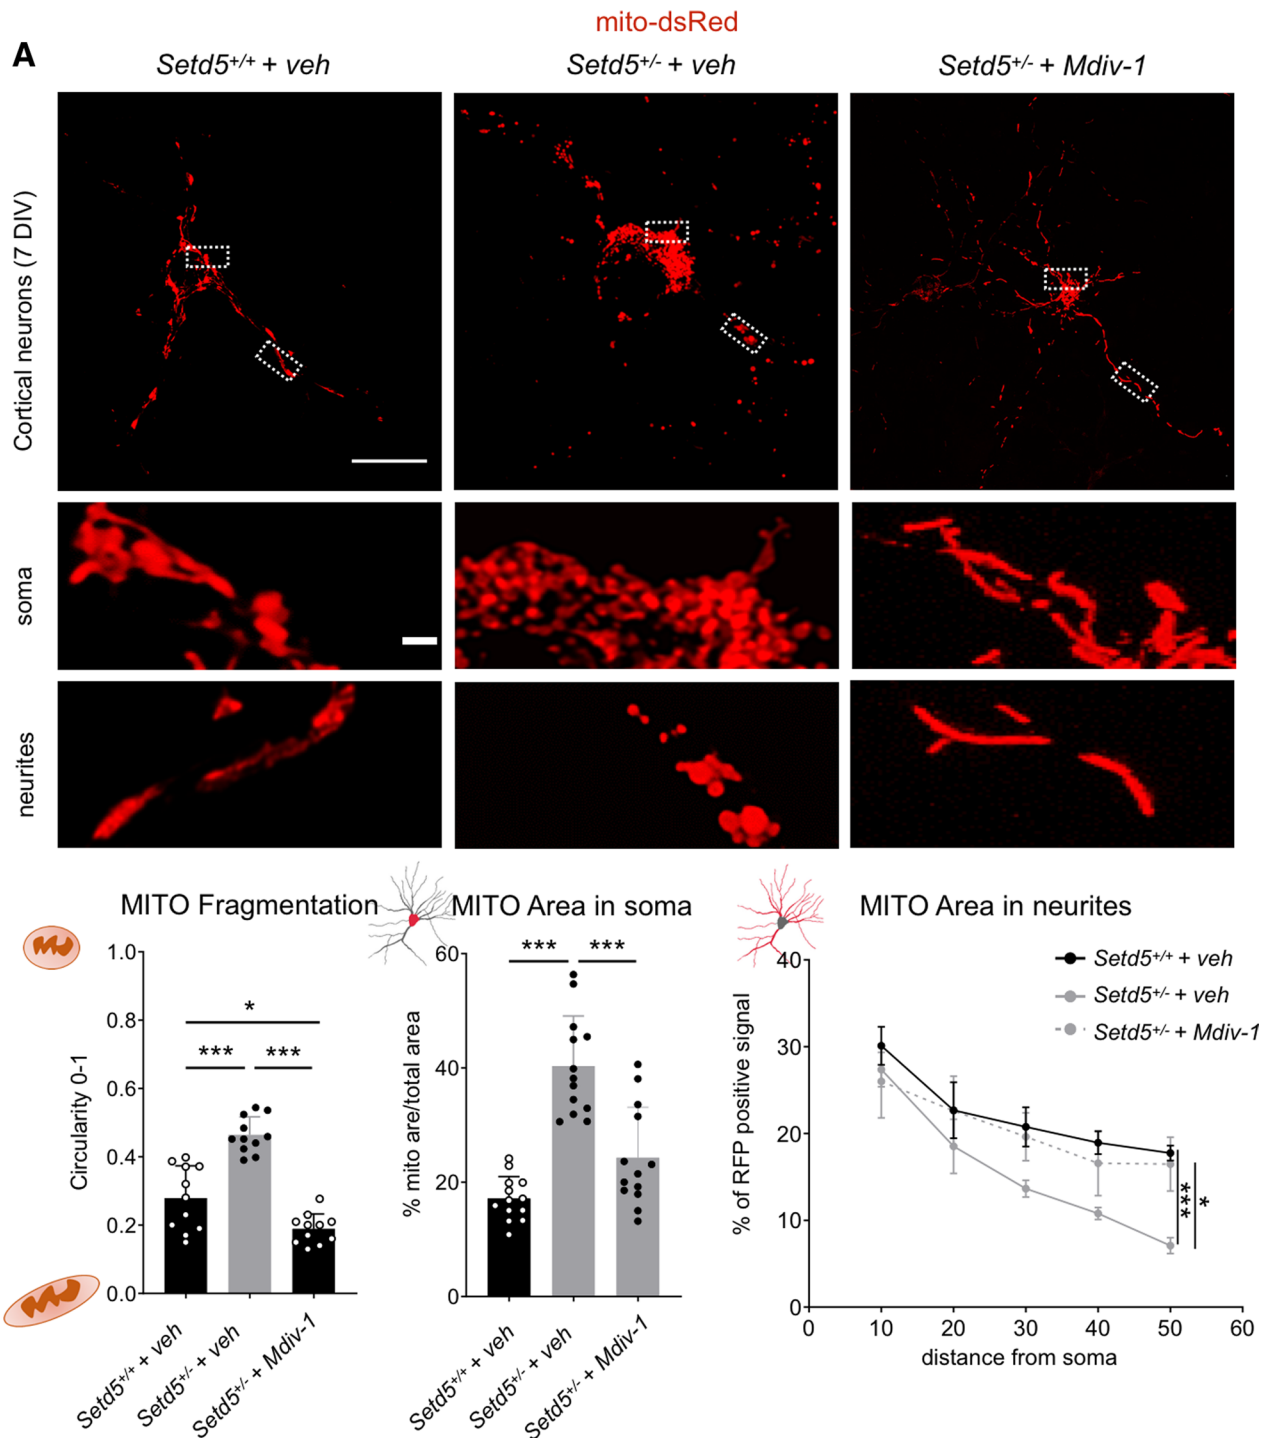 mito-dsRed
A
Setd5+/+ + veh
Setd5+/- + veh
Setd5+/- + Mdiv-1
Cortical neurons (7 DIV)
soma
neurites
MITO Fragmentation
Circularity 0-1
1.0
0.8
0.6
0.4
0.2
0.0
*
***
***
Setd5+/+ + veh
Setd5+/- + veh
Setd5+/- + Mdiv-1
MITO Area in soma
% mito are/total area
60
40
20
0
***
***
Setd5+/+ + veh
Setd5+/- + veh
Setd5+/- + Mdiv-1
MITO Area in neurites
% of RFP positive signal
40
30
20
10
0
Setd5+/+ + veh
Setd5+/- + veh
Setd5+/- + Mdiv-1
***
*
0
10
20
30
40
50
60
distance from soma